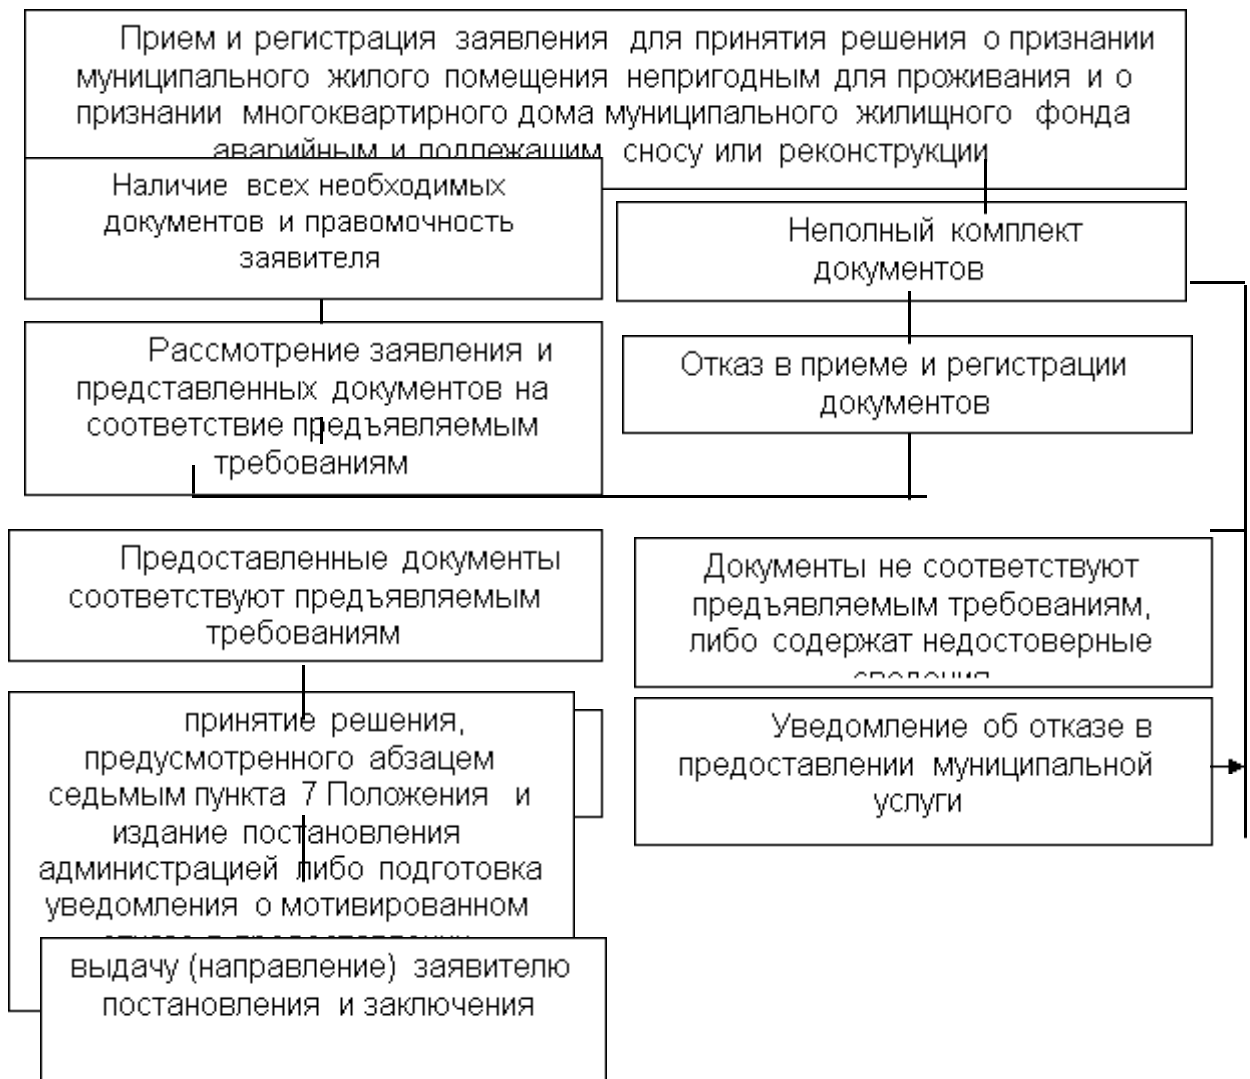 Прием и регистрация заявления для принятия решения о признании
муниципального жилого помещения непригодным для проживания и о
признании многоквартирного дома муниципального жилищного фонда
аварийным и подлежащим сносу или реконструкции
Наличие всех необходимых
документов и правомочность
заявителя
Неполный комплект
документов
Рассмотрение заявления и
представленных документов на
соответствие предъявляемым
требованиям
Отказ в приеме и регистрации
документов
Предоставленные документы
соответствуют предъявляемым
требованиям
Документы не соответствуют
предъявляемым требованиям,
либо содержат недостоверные
сведения
принятие решения,
предусмотренного абзацем
седьмым пункта 7 Положения и
издание постановления
администрацией либо подготовка
уведомления о мотивированном
Уведомление об отказе в
предоставлении муниципальной
услуги
выдачу (направление) заявителю
постановления и заключения